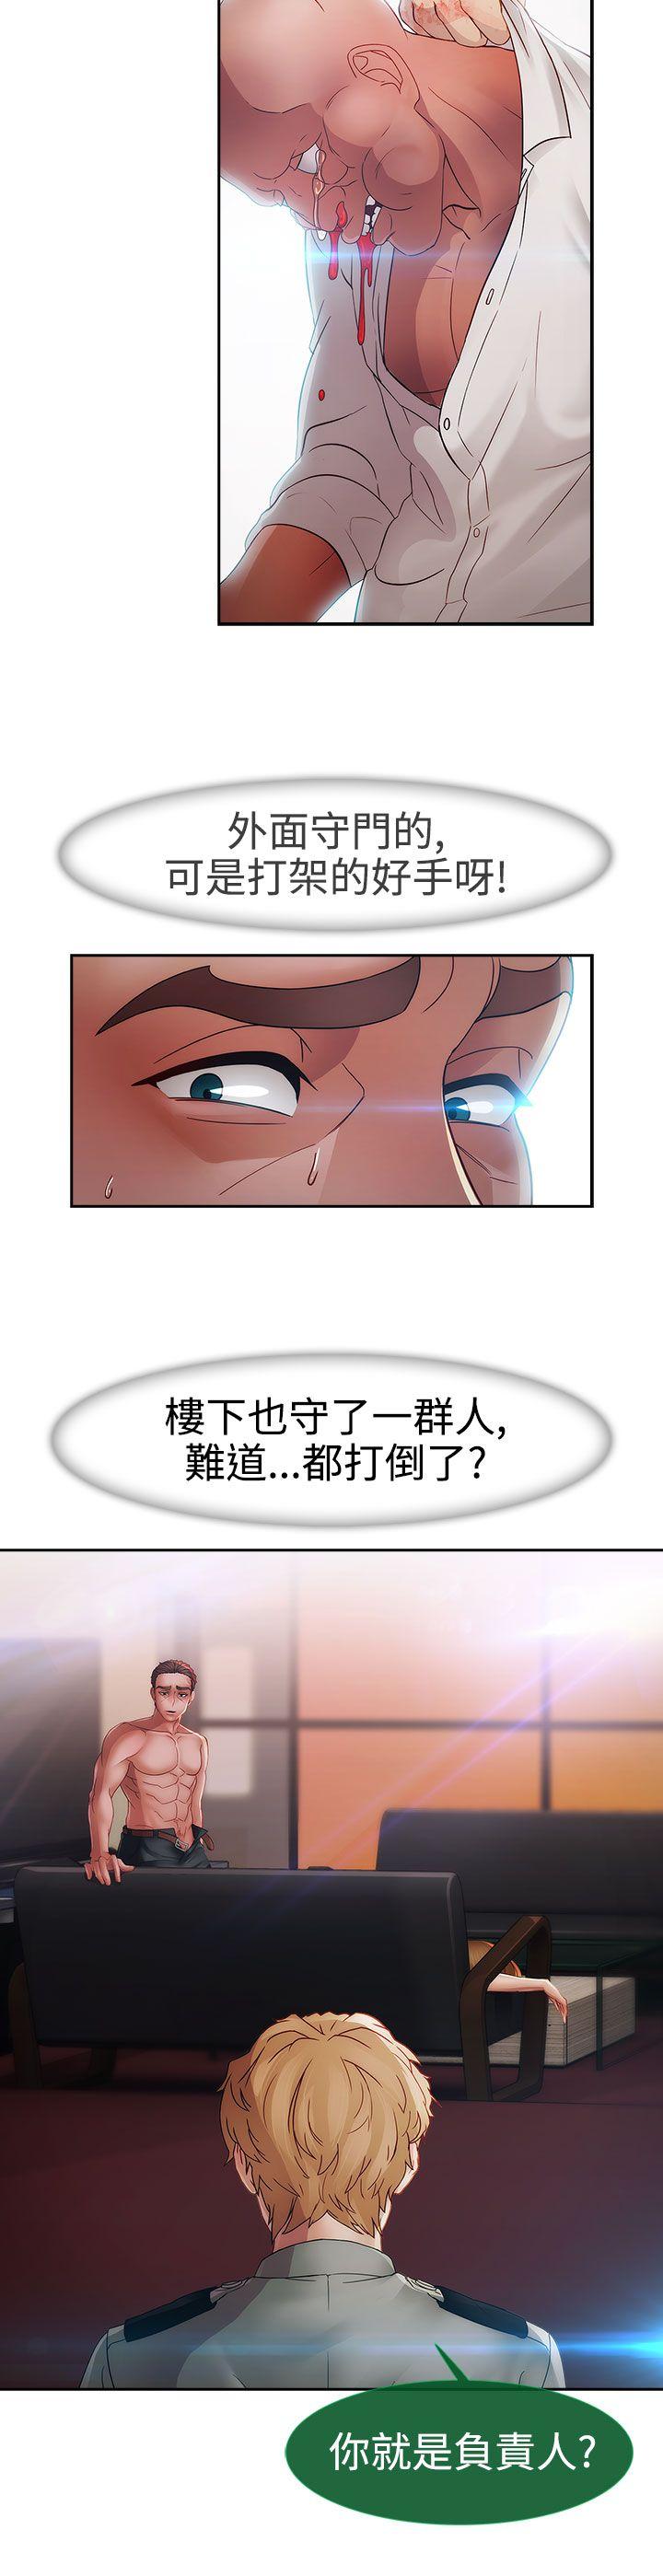 外面守門的,
可是打架的好手呀!
樓下也守了一群人,
難道...都打倒了?
你就是負責人?